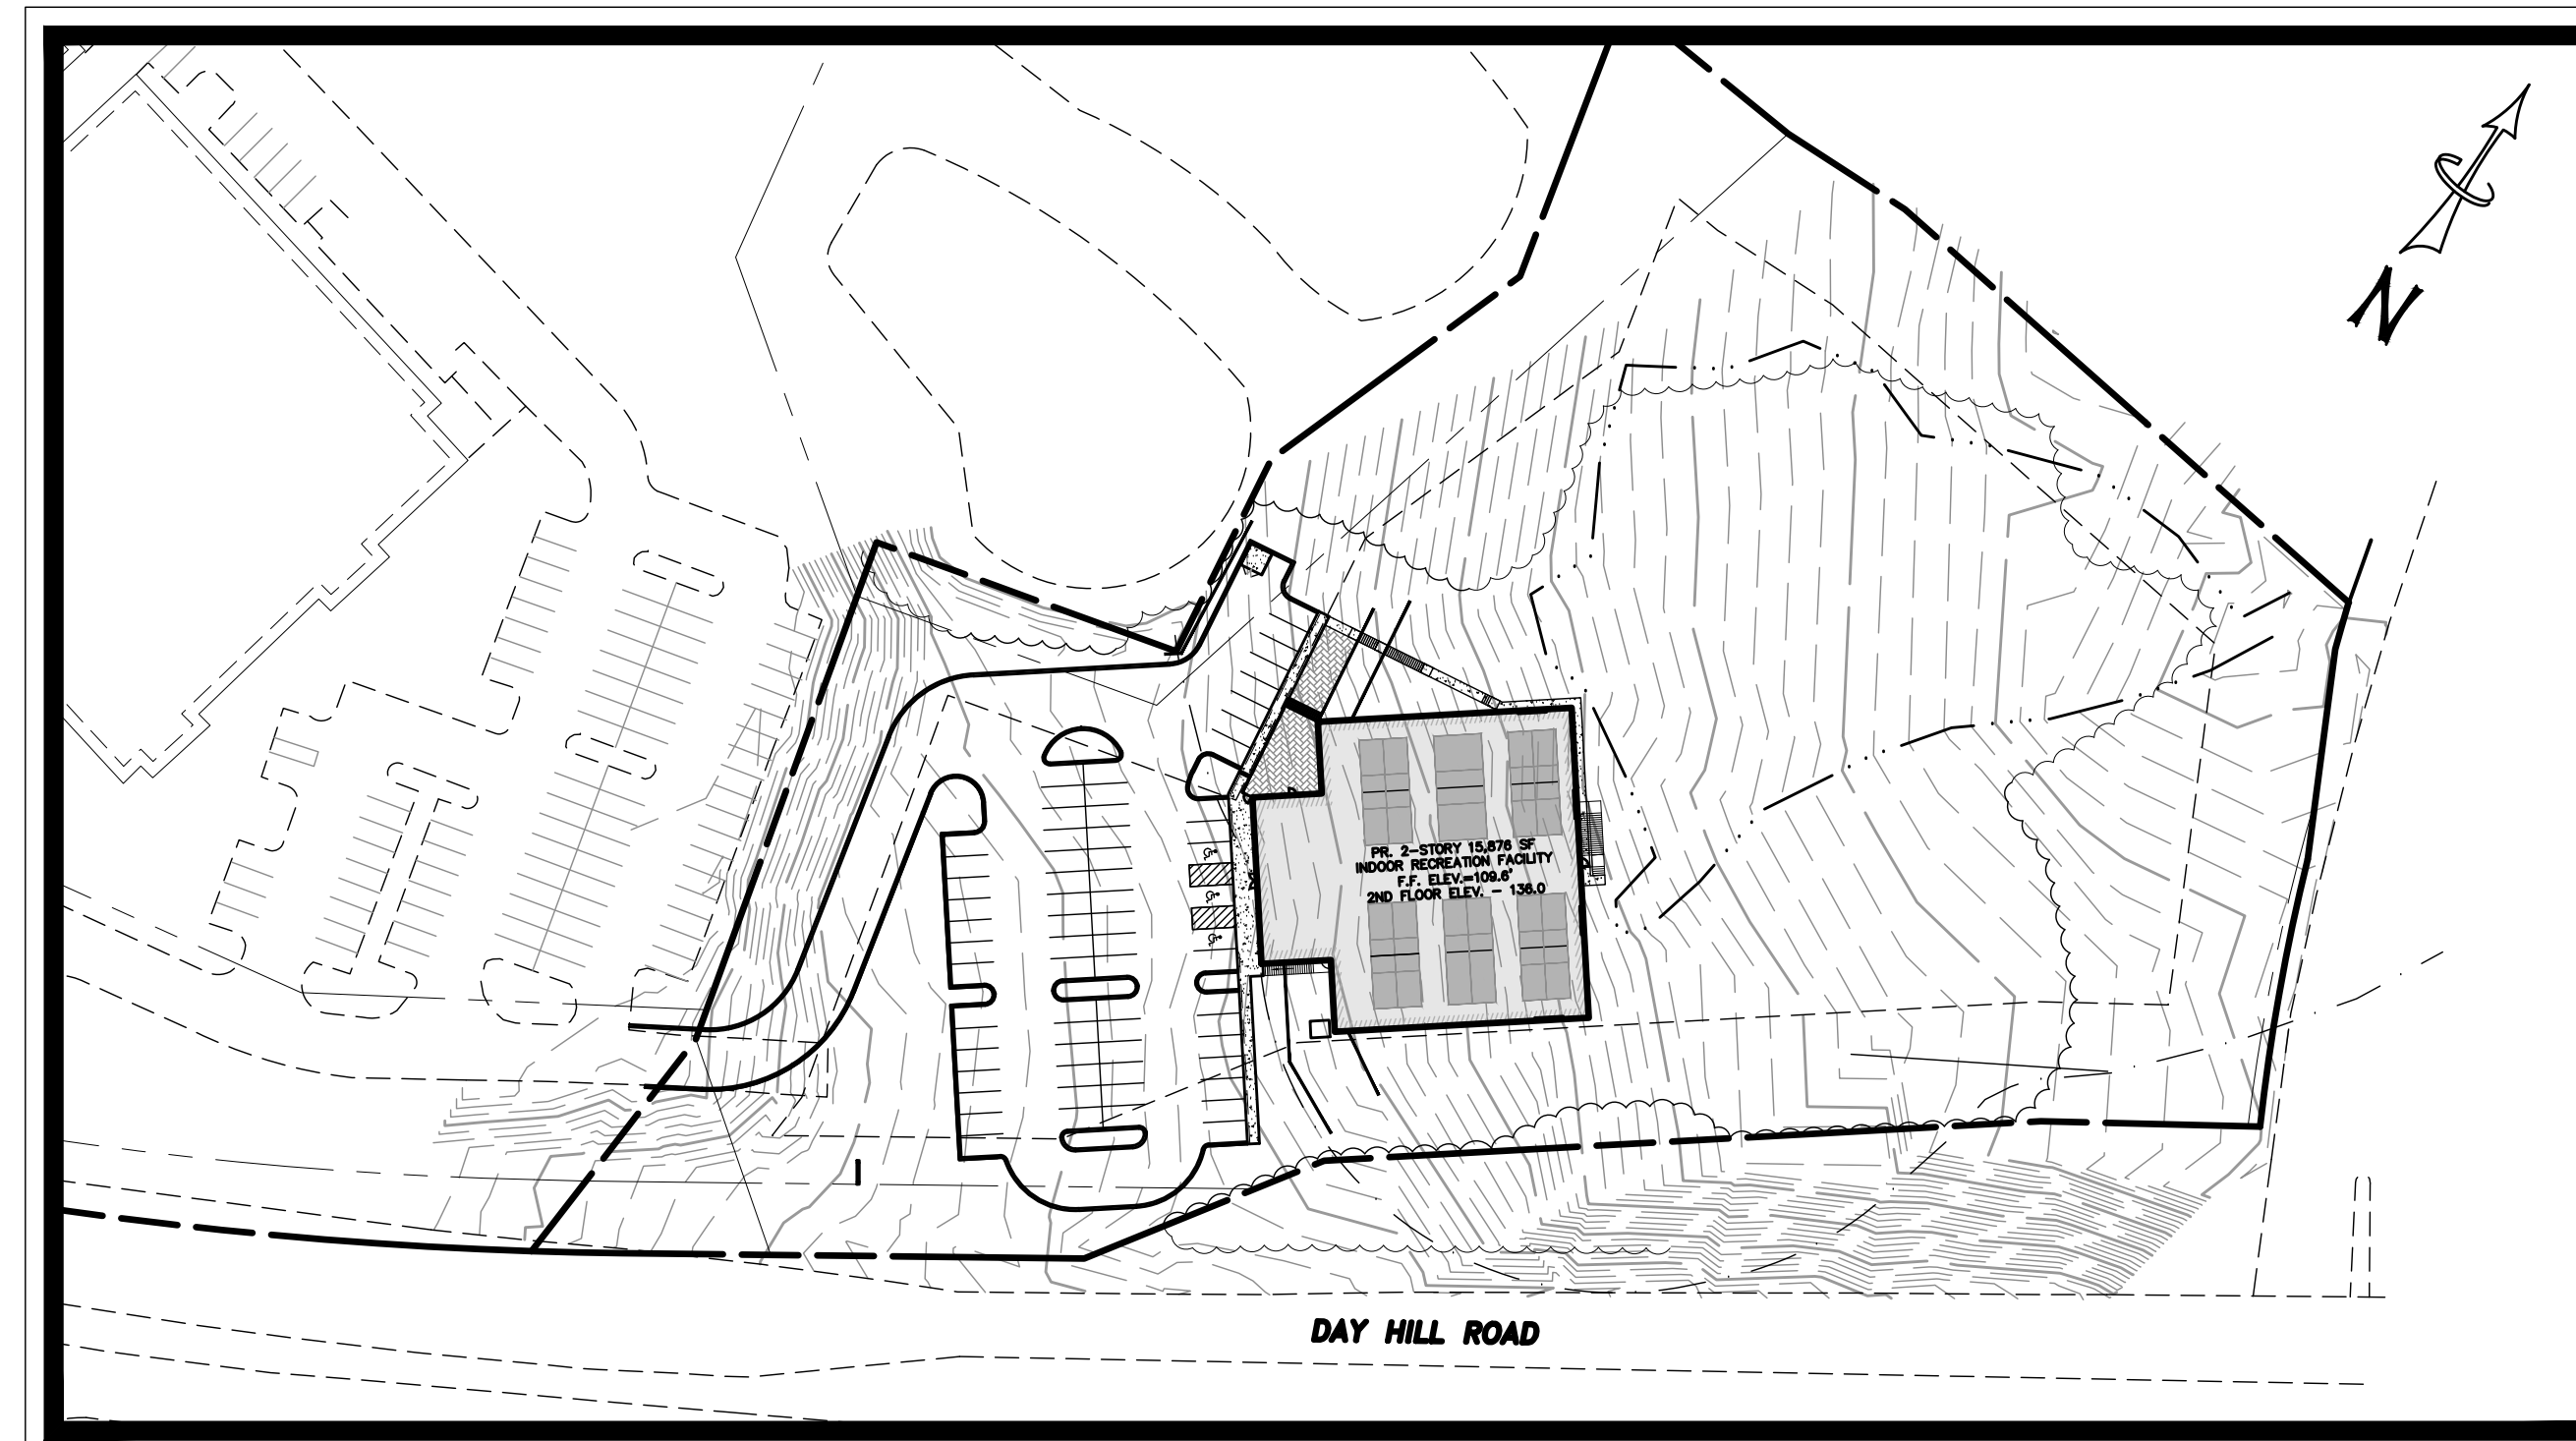 N
PR. 2-STORY 15,876 SF
INDOOR RECREATION FACILITY
F.F. ELEV.=109.6'
2ND FLOOR ELEV. - 136.0
DAY HILL ROAD